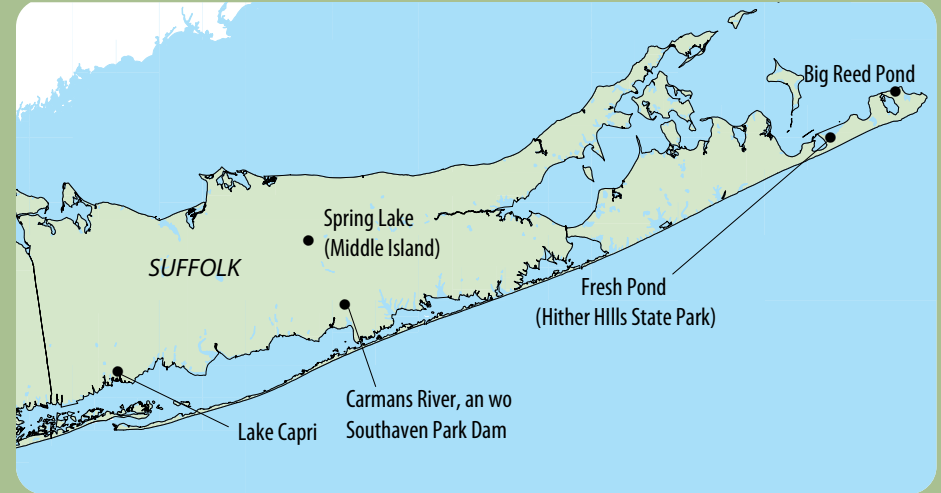 Big Reed Pond
Spring Lake
(Middle Island)
SUFFOLK
Fresh Pond
(Hither HIlls State Park)
Carmans River, an wo
Southaven Park Dam
Lake Capri